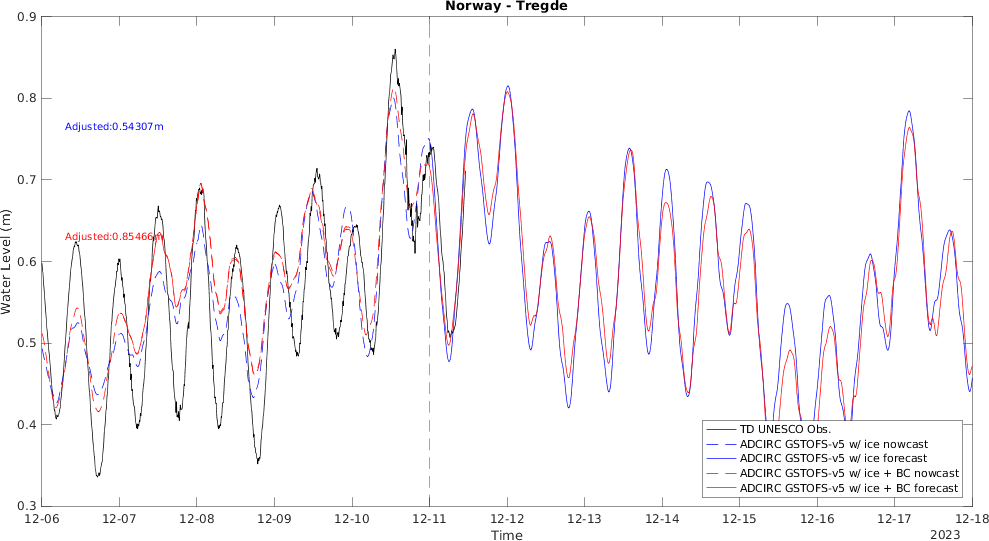 Norway - Tregde
0.9
0.8
0.7
0.6
0.5
0.4
0.3
Water Level (m)
Adjusted:0.54307m
Adjusted:0.85466m
TD UNESCO Obs.
ADCIRC GSTOFS-v5 w/ ice nowcast
ADCIRC GSTOFS-v5 w/ ice forecast
ADCIRC GSTOFS-v5 w/ ice + BC nowcast
ADCIRC GSTOFS-v5 w/ ice + BC forecast
12-06 12-07 12-08 12-09 12-10 12-11 12-12 12-13 12-14 12-15 12-16 12-17 12-18
Time
2023